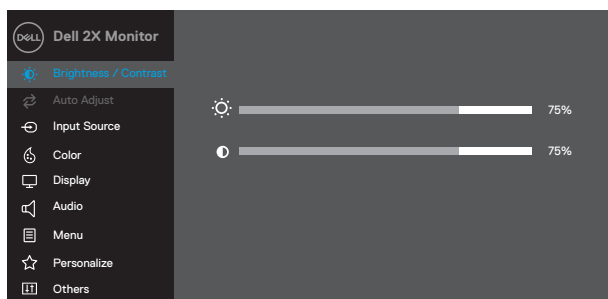 DELL Dell 2X Monitor
Brightness / Contrast
Auto Adjust
75%
Input Source
Color
75%
Display
Audio
Menu
Personalize
Others